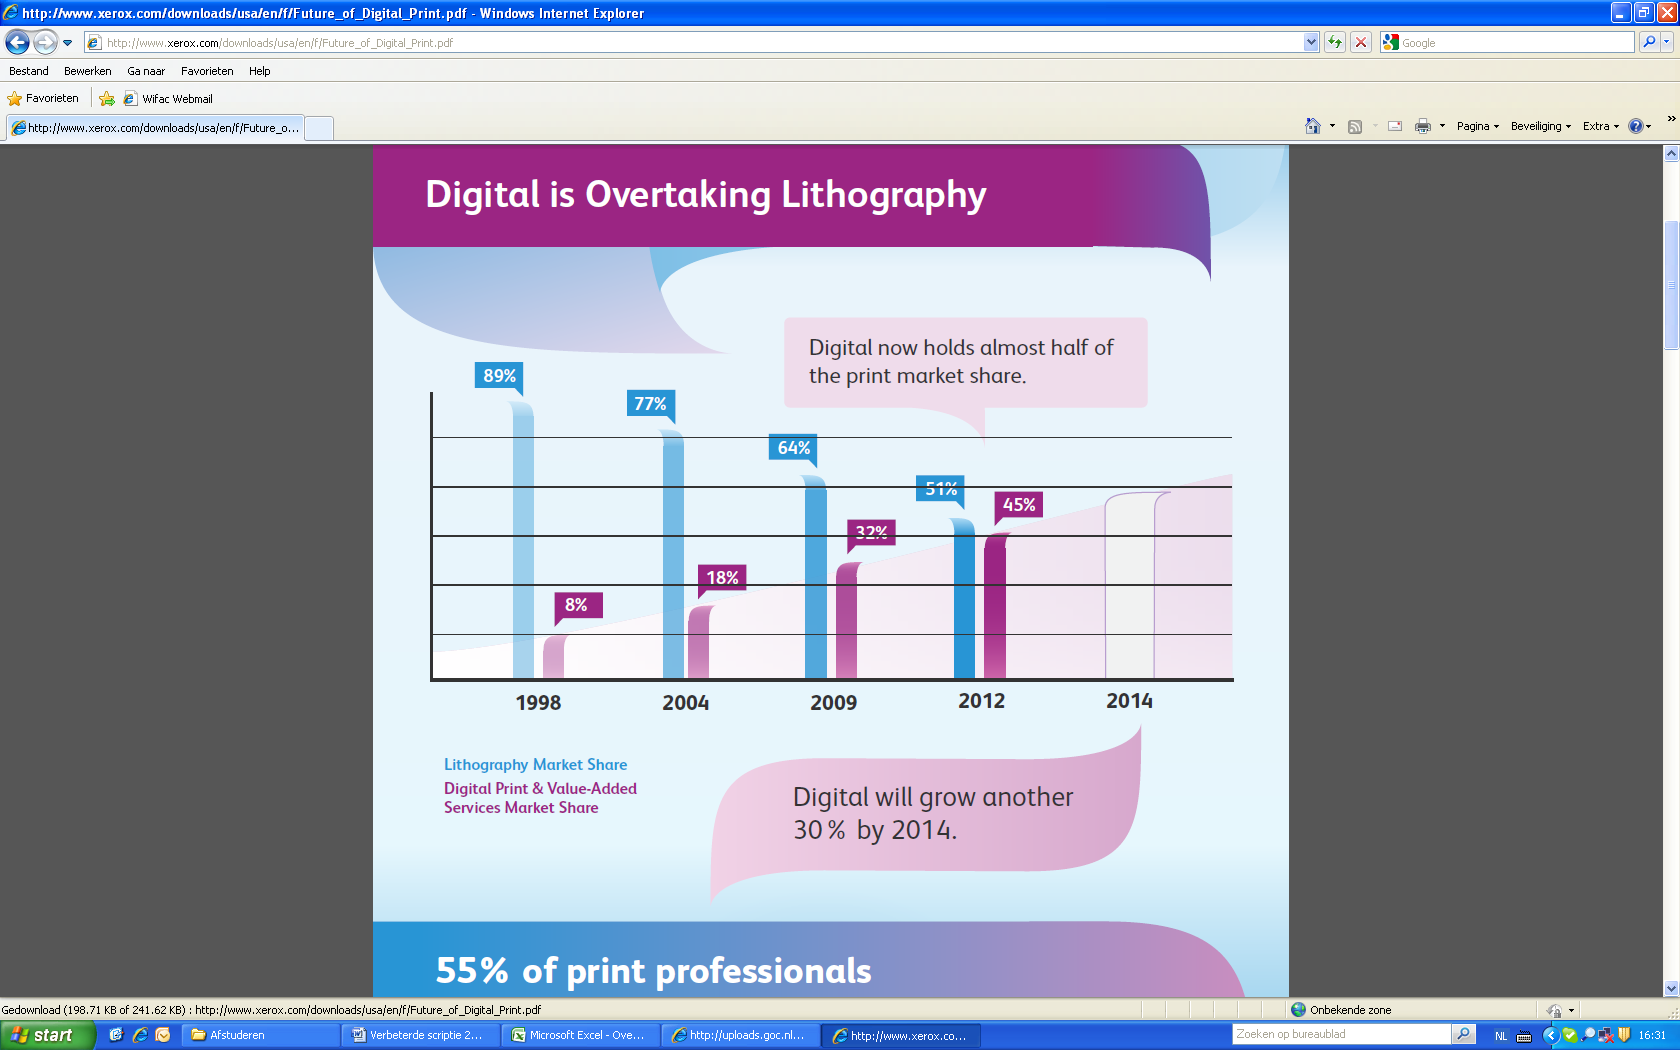 http://www.xerox.com/downloads/usa/en/f/Future_of_Digital_Print.pdf - Windows Internet Explorer
http://www.xerox.com/downloads/usa/en/f/Future_of_Digital_Print.pdf
Google
Bestand Bewerken Ga naar Favorieten Help
Favorieten Wifac Webmail
http://www.xerox.com/downloads/usa/en/f/Future_o...
Pagina Beveiliging Extra
Digital is Overtaking Lithography
Digital now holds almost half of
the print market share.
89%
77%
64%
51%
45%
32%
18%
8%
1998 2004 2009 2012 2014
Lithography Market Share
Digital Print & Value-Added
Services Market Share
Digital will grow another
30% by 2014.
55% of print professionals
Gedownload (198.71 KB of 241.62 KB) : http://www.xerox.com/downloads/usa/en/f/Future_of_Digital_Print.pdf
Onbekende zone
start
Afstuderen
Verbeterde scriptie 2...
Microsoft Excel - Ove...
http://uploads.goc.nl...
http://www.xerox.co...
Zoeken op bureaublad
NL
16:31